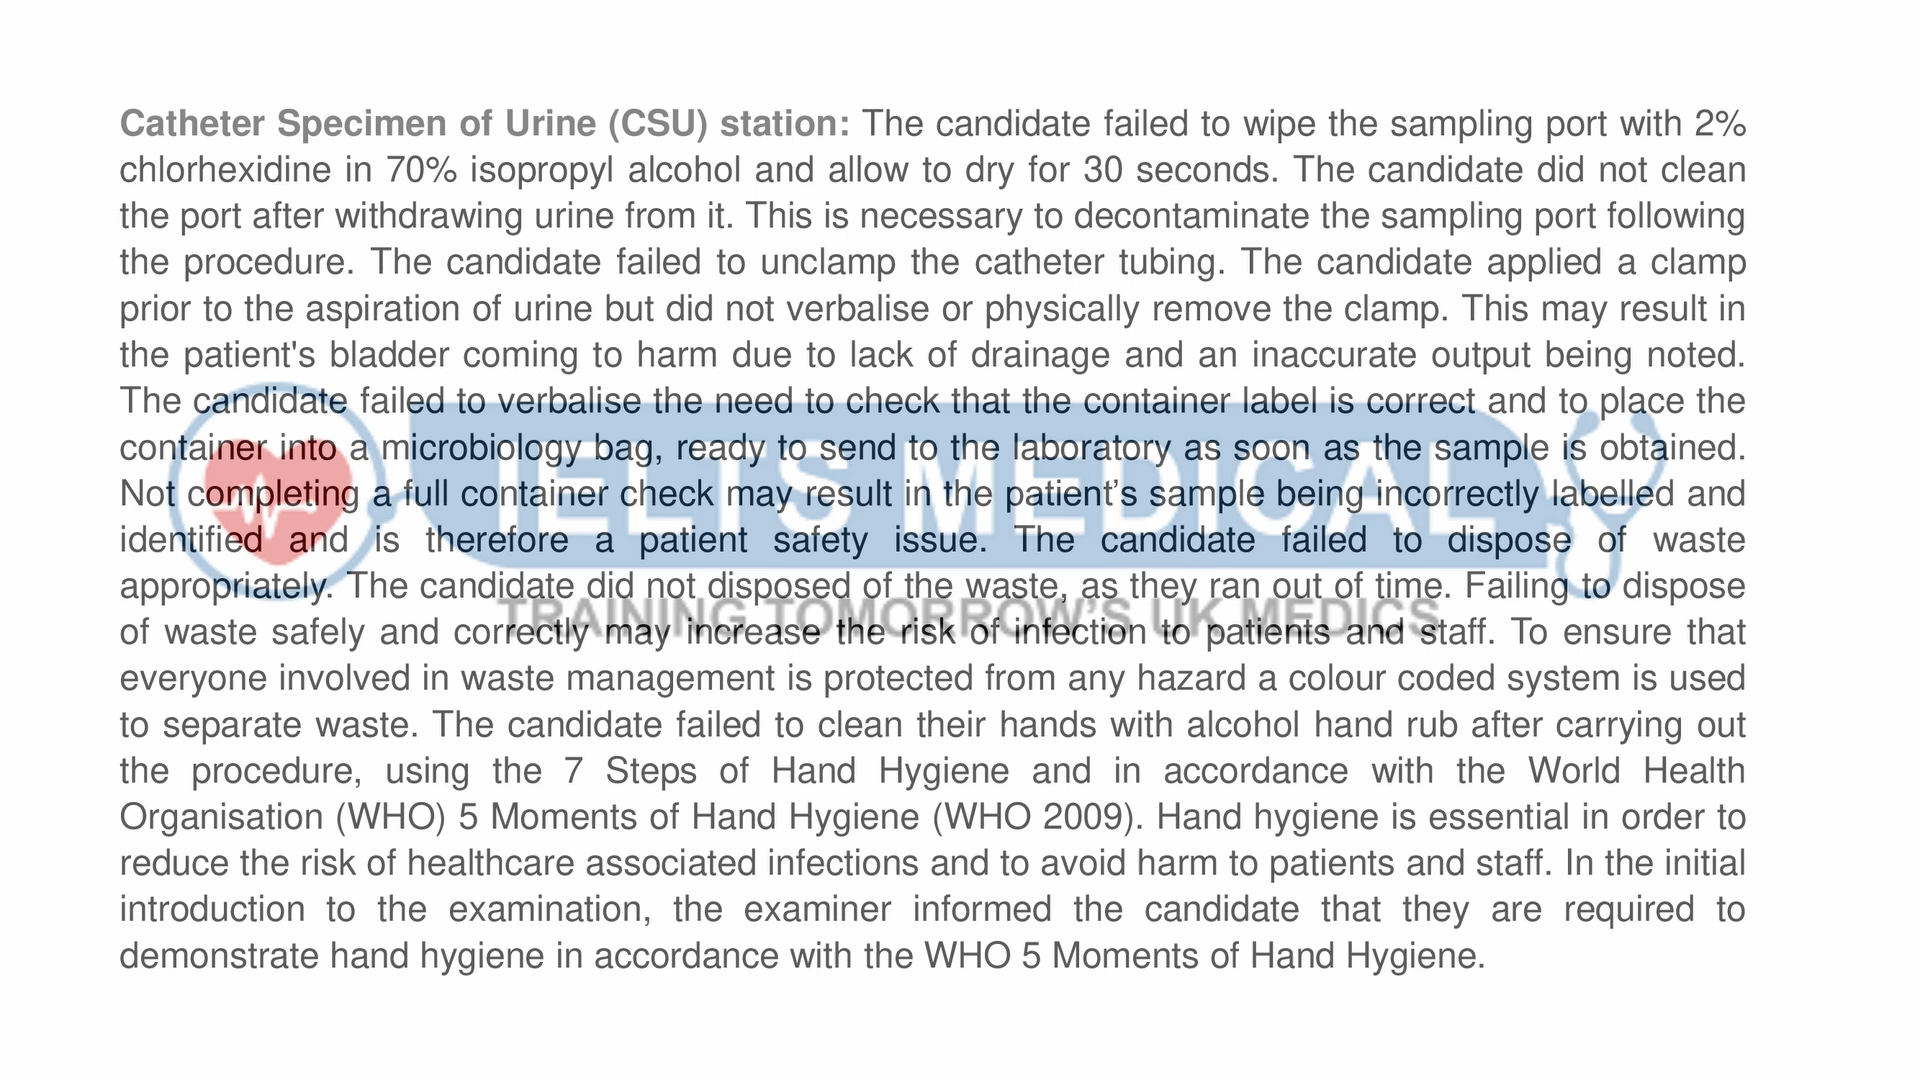 Catheter Specimen of Urine (CSU) station: The candidate failed to wipe the sampling port with 2%
chlorhexidine in 70% isopropyl alcohol and allow to dry for 30 seconds. The candidate did not clean
the port after withdrawing urine from it. This is necessary to decontaminate the sampling port following
the procedure. The candidate failed to unclamp the catheter tubing. The candidate applied a clamp
prior to the aspiration of urine but did not verbalise or physically remove the clamp. This may result in
the patient's bladder coming to harm due to lack of drainage and an inaccurate output being noted.
The candidate failed to verbalise the need to check that the container label is correct and to place the
container into a microbiology bag, ready to send to the laboratory as soon as the sample is obtained.
Not completing a full container check may result in the patient’s sample being incorrectly labelled and
identified and is therefore a patient safety issue. The candidate failed to dispose of waste
appropriately. The candidate did not disposed of the waste, as they ran out of time. Failing to dispose
of waste safely and correctly may increase the risk of infection to patients and staff. To ensure that
everyone involved in waste management is protected from any hazard a colour coded system is used
to separate waste. The candidate failed to clean their hands with alcohol hand rub after carrying out
the procedure, using the 7 Steps of Hand Hygiene and in accordance with the World Health
Organisation (WHO) 5 Moments of Hand Hygiene (WHO 2009). Hand hygiene is essential in order to
reduce the risk of healthcare associated infections and to avoid harm to patients and staff. In the initial
introduction to the examination, the examiner informed the candidate that they are required to
demonstrate hand hygiene in accordance with the WHO 5 Moments of Hand Hygiene.
IELTS MEDICAL
TRAINING TOMORROW’S UK MEDICS